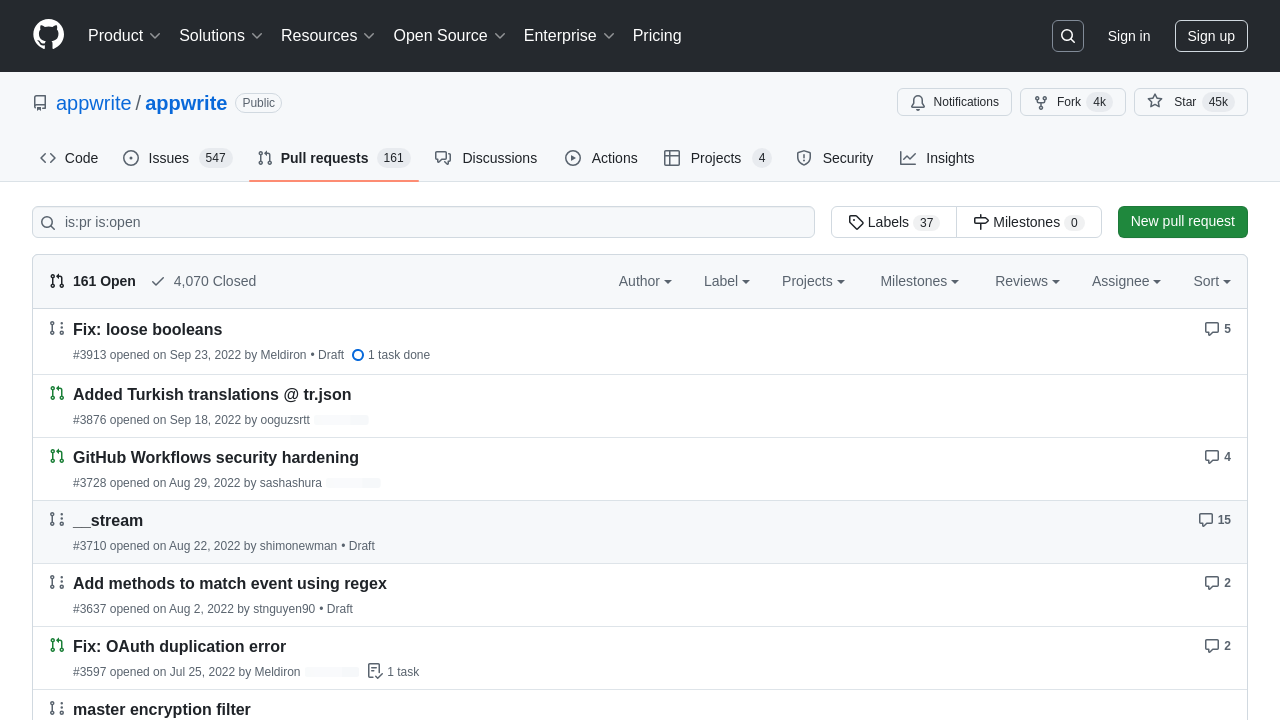 Product Solutions Resources Open Source Enterprise Pricing Sign in Sign up
appwrite / appwrite Public Notifications Fork 4k Star 45k
Code Issues 547 Pull requests 161 Discussions Actions Projects 4 Security Insights
is:pr is:open Labels 37 Milestones 0 New pull request
161 Open 4,070 Closed Author Label Projects Milestones Reviews Assignee Sort
Fix: loose booleans 5
#3913 opened on Sep 23, 2022 by Meldiron • Draft 1 task done
Added Turkish translations @ tr.json
#3876 opened on Sep 18, 2022 by ooguzsrtt
GitHub Workflows security hardening 4
#3728 opened on Aug 29, 2022 by sashashura
__stream 15
#3710 opened on Aug 22, 2022 by shimonewman • Draft
Add methods to match event using regex 2
#3637 opened on Aug 2, 2022 by stnguyen90 • Draft
Fix: OAuth duplication error 2
#3597 opened on Jul 25, 2022 by Meldiron 1 task
master encryption filter